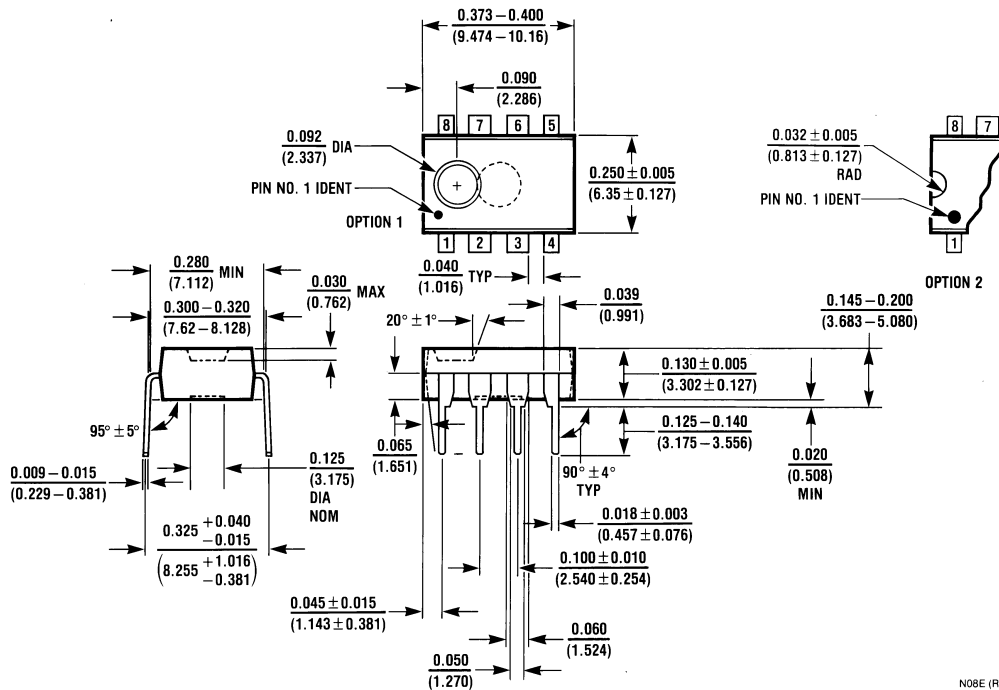 0.373 – 0.400
(9.474 – 10.16)
0.090
(2.286)
8 7 6 5
0.092 DIA
(2.337)
PIN NO. 1 IDENT
OPTION 1
+
0.250 ± 0.005
(6.35 ± 0.127)
1 2 3 4
8 7
0.032 ± 0.005
(0.813 ± 0.127)
RAD
PIN NO. 1 IDENT
1
OPTION 2
0.280 MIN
(7.112)
0.030 MAX
(0.762)
0.300 – 0.320
(7.62 – 8.128)
0.040 TYP
(1.016)
0.039
(0.991)
0.145 – 0.200
(3.683 – 5.080)
20° ± 1°
0.130 ± 0.005
(3.302 ± 0.127)
95° ± 5°
0.065
(1.651)
0.125 – 0.140
(3.175 – 3.556)
0.020
(0.508)
MIN
90° ± 4°
TYP
0.009 – 0.015
(0.229 – 0.381)
0.125
(3.175)
DIA
NOM
0.018 ± 0.003
(0.457 ± 0.076)
0.325 +0.040 −0.015
(8.255 +1.016 −0.381)
0.100 ± 0.010
(2.540 ± 0.254)
0.045 ± 0.015
(1.143 ± 0.381)
0.060
(1.524)
0.050
(1.270)
N08E (R